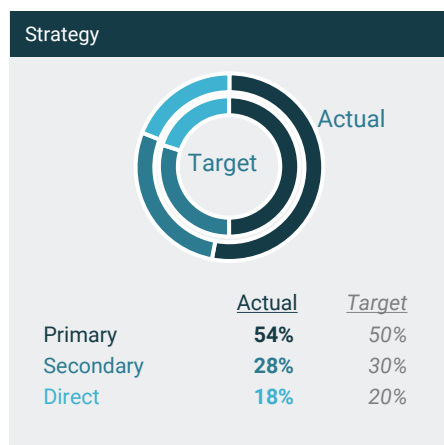 Strategy
Actual
Target
Actual Target
Primary 54% 50%
Secondary 28% 30%
Direct 18% 20%